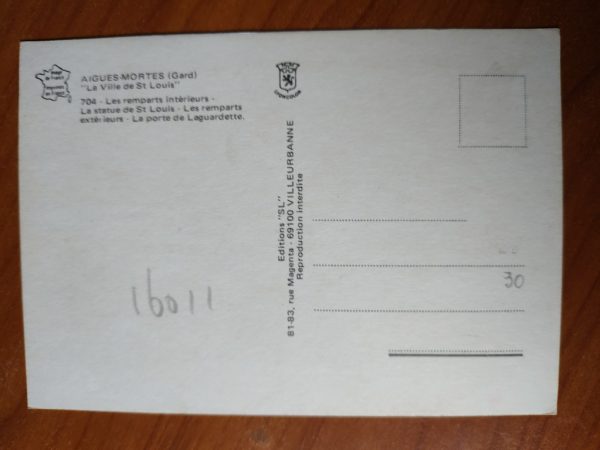 AIGUES-MORTES (Gard)
"La Ville de St Louis"
704 - Les remparts intérieurs -
La statue de St Louis - Les remparts
extérieurs - La porte de Laguardette.
LIONCOLOR
Editions "SL"
81-83, rue Magenta - 69100 VILLEURBANNE
Reproduction interdite
30
16011